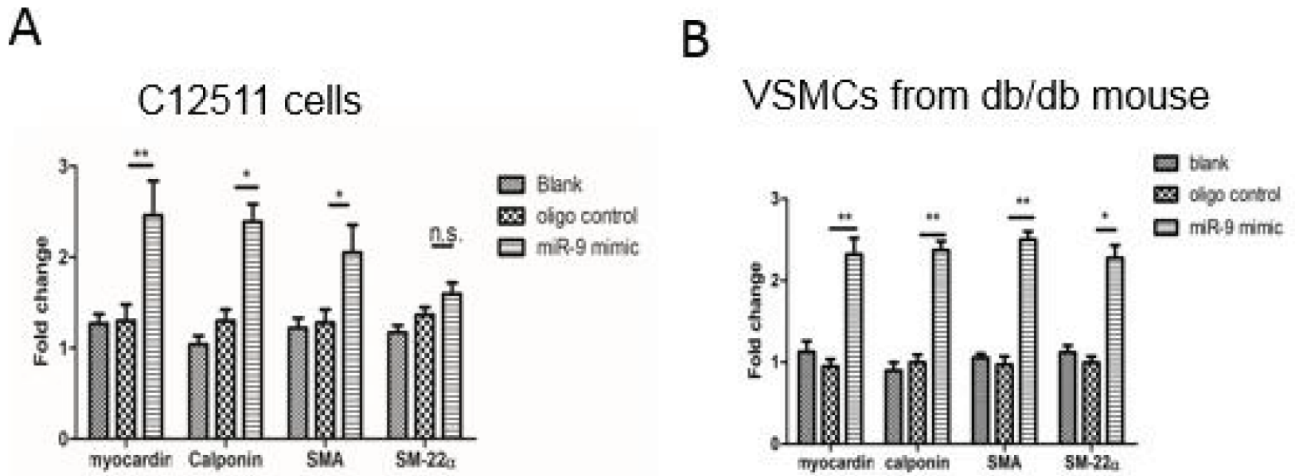 A
C12511 cells
3
2
1
0
Fold change
**
*
*
n.s.
Blank
oligo control
miR-9 mimic
myocardin
Calponin
SMA
SM-22α
B
VSMCs from db/db mouse
3
2
1
0
Fold change
**
**
**
*
blank
oligo control
miR-9 mimic
myocardin
calponin
SMA
SM-22α